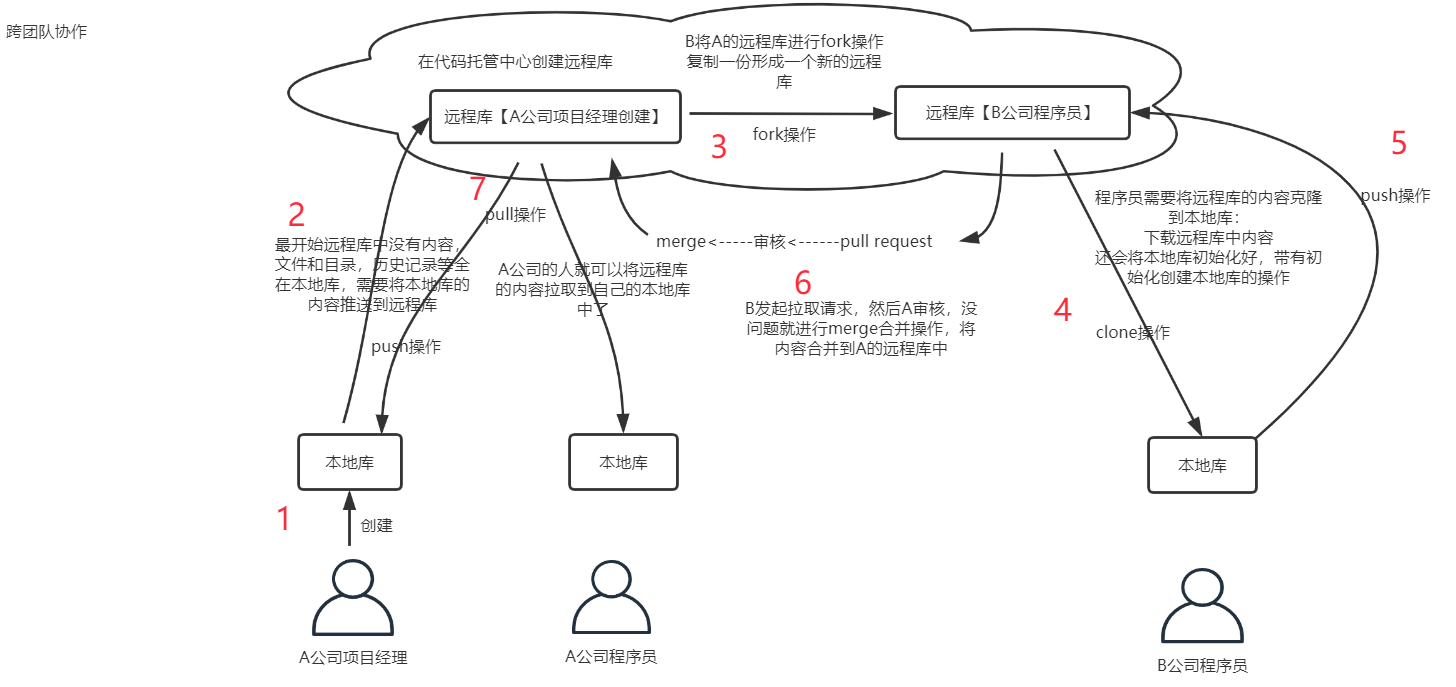 跨团队协作
在代码托管中心创建远程库
B将A的远程库进行fork操作
复制一份形成一个新的远程
库
远程库【A公司项目经理创建】
远程库【B公司程序员】
3
fork操作
5
push操作
7
pull操作
2
最开始远程库中没有内容，
文件和目录，历史记录等全
在本地库，需要将本地库的
内容推送到远程库
push操作
A公司的人就可以将远程库
的内容拉取到自己的本地库
中了
merge<-----审核<------pull request
6
B发起拉取请求，然后A审核，没
问题就进行merge合并操作，将
内容合并到A的远程库中
程序员需要将远程库的内容克隆
到本地库：
下载远程库中内容
还会将本地库初始化好，带有初
始化创建本地库的操作
4
clone操作
本地库
本地库
本地库
1
创建
A公司项目经理
A公司程序员
B公司程序员